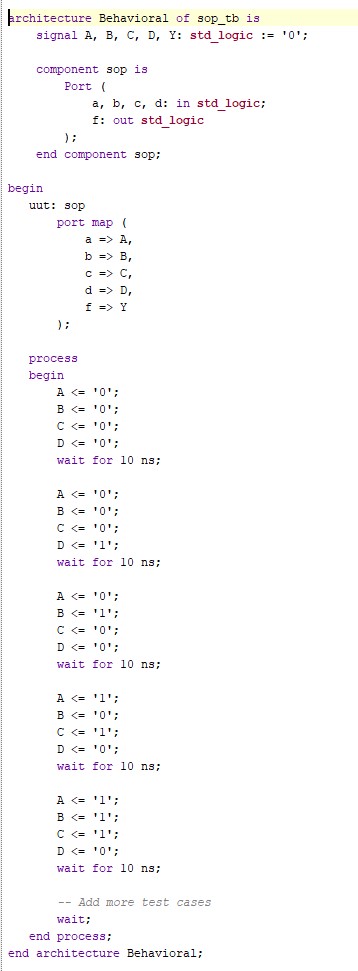 architecture Behavioral of sop_tb is
signal A, B, C, D, Y: std_logic := '0';
component sop is
Port (
a, b, c, d: in std_logic;
f: out std_logic
);
end component sop;
begin
uut: sop
port map (
a => A,
b => B,
c => C,
d => D,
f => Y
);
process
begin
A <= '0';
B <= '0';
C <= '0';
D <= '0';
wait for 10 ns;
A <= '0';
B <= '0';
C <= '0';
D <= '1';
wait for 10 ns;
A <= '0';
B <= '1';
C <= '0';
D <= '0';
wait for 10 ns;
A <= '1';
B <= '0';
C <= '1';
D <= '0';
wait for 10 ns;
A <= '1';
B <= '1';
C <= '1';
D <= '0';
wait for 10 ns;
-- Add more test cases
wait;
end process;
end architecture Behavioral;